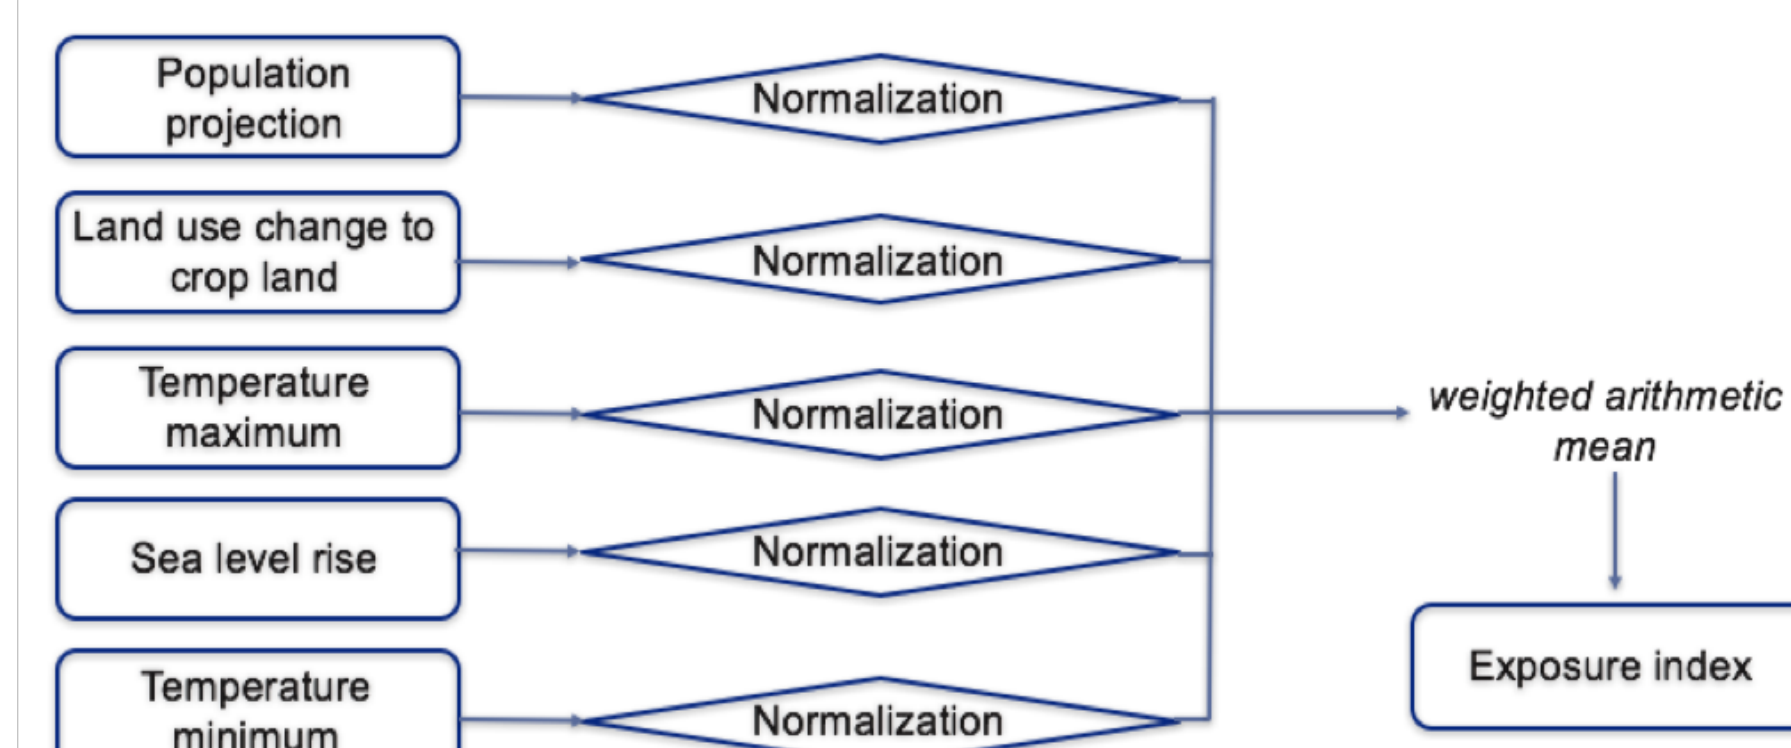 Population
projection
Normalization
Land use change to
crop land
Normalization
Temperature
maximum
Normalization
weighted arithmetic
mean
Sea level rise
Normalization
Exposure index
Temperature
minimum
Normalization